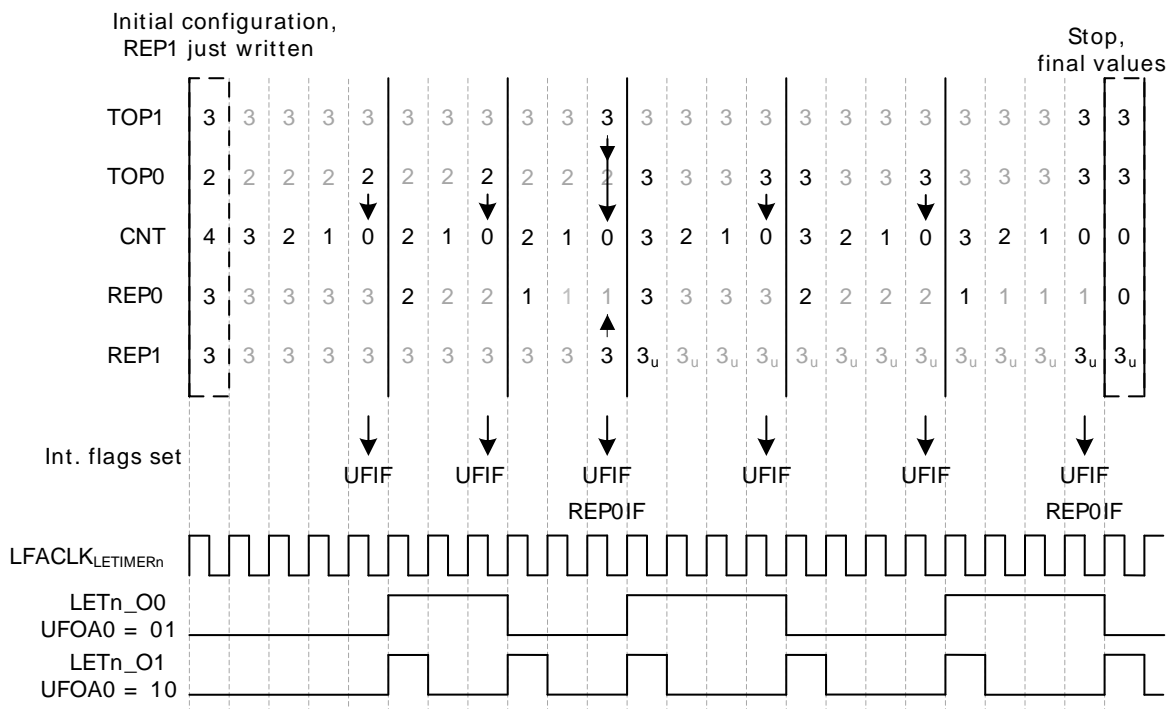 Initial configuration,
REP1 just written
Stop,
final values
TOP1 3 3 3 3 3 3 3 3 3 3 3 3 3 3 3 3 3 3 3 3 3 3 3 3
TOP0 2 2 2 2 2 2 2 2 2 2 2 3 3 3 3 3 3 3 3 3 3 3 3 3
CNT 4 3 2 1 0 2 1 0 2 1 0 3 2 1 0 3 2 1 0 3 2 1 0 0
REP0 3 3 3 3 3 2 2 2 1 1 1 3 3 3 3 2 2 2 2 1 1 1 1 0
REP1 3 3 3 3 3 3 3 3 3 3 3 3u 3u 3u 3u 3u 3u 3u 3u 3u 3u 3u 3u 3u
Int. flags set
UFIF UFIF UFIF UFIF UFIF UFIF
REP0IF REP0IF
LFACLKLETIMERn
LETn_O0
UFOA0 = 01
LETn_O1
UFOA0 = 10